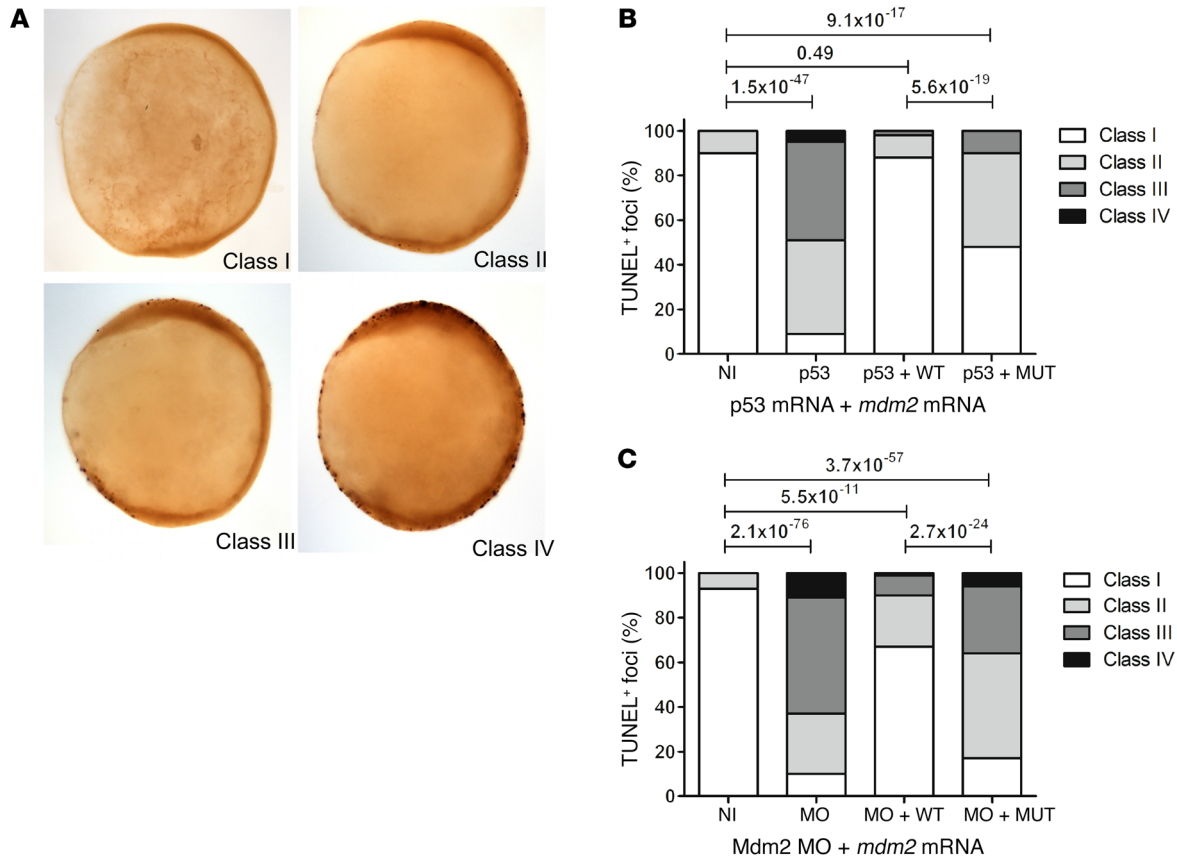 A
Class I
Class II
Class III
Class IV
B
9.1x10⁻¹⁷
0.49
1.5x10⁻⁴⁷ 5.6x10⁻¹⁹
TUNEL⁺ foci (%)
100
80
60
40
20
0
Class I
Class II
Class III
Class IV
NI p53 p53 + WT p53 + MUT
p53 mRNA + mdm2 mRNA
C
3.7x10⁻⁵⁷
5.5x10⁻¹¹
2.1x10⁻⁷⁶ 2.7x10⁻²⁴
TUNEL⁺ foci (%)
100
80
60
40
20
0
Class I
Class II
Class III
Class IV
NI MO MO + WT MO + MUT
Mdm2 MO + mdm2 mRNA